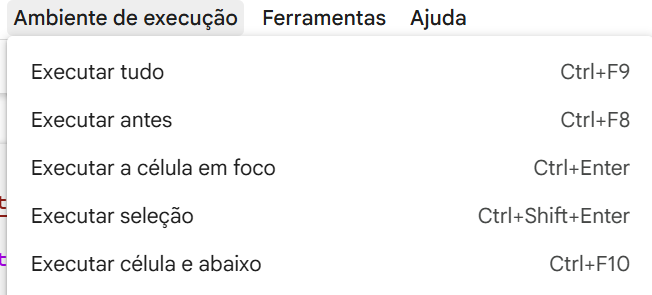 Ambiente de execução Ferramentas Ajuda
Executar tudo Ctrl+F9
Executar antes Ctrl+F8
Executar a célula em foco Ctrl+Enter
Executar seleção Ctrl+Shift+Enter
Executar célula e abaixo Ctrl+F10